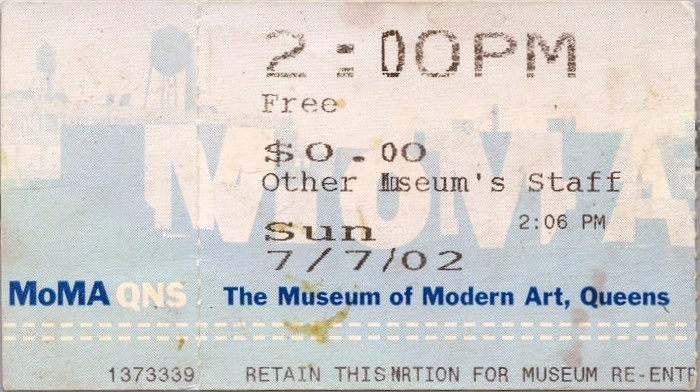 2:00PM
Free
$0.00
Other Museum's Staff
Sun 2:06 PM
7/7/02
MoMA
MoMA QNS The Museum of Modern Art, Queens
1373339 RETAIN THIS FOR MUSEUM RE-ENTR